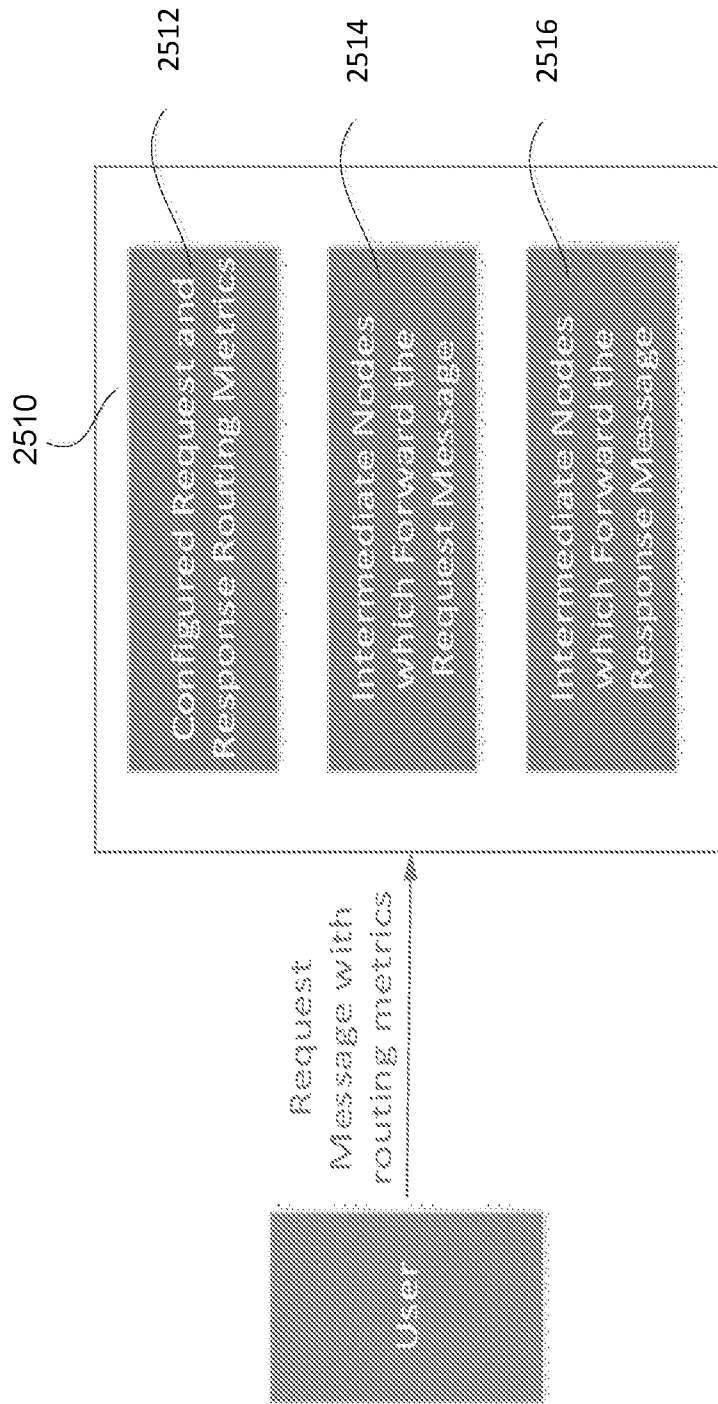 2510
Configured Request and
Response Routing Metrics
2512
Intermediate Nodes
which Forward the
Request Message
2514
Intermediate Nodes
which Forward the
Response Message
2516
Request
Message with
routing metrics
User